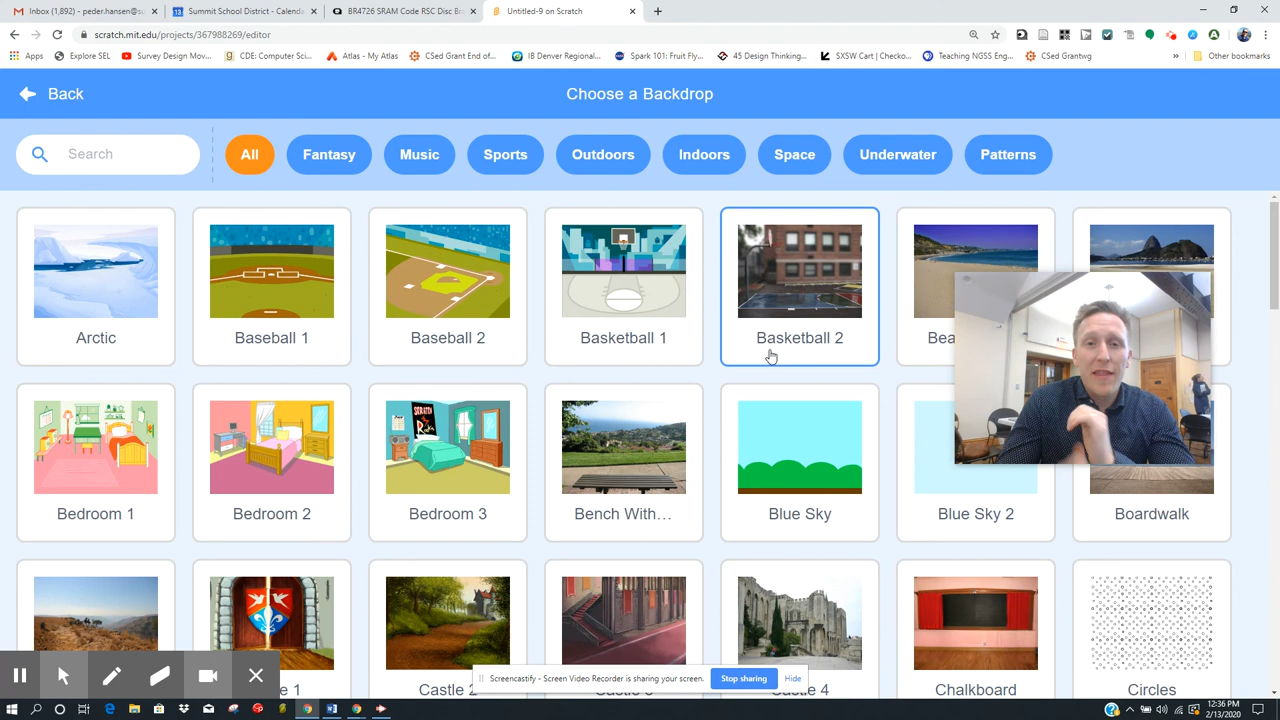 Inbox (1,892) - peder.hansen@su
Summit School District - Calenda
BR4726 SRAM Code RSC Disc Br
Untitled-9 on Scratch
scratch.mit.edu/projects/367988269/editor
Apps
Explore SEL
Survey Design Mov...
CDE: Computer Sci...
Atlas - My Atlas
CSed Grant End of...
IB Denver Regional...
Spark 101: Fruit Fly...
45 Design Thinking...
SXSW Cart | Checko...
Teaching NGSS Eng...
CSed Grantwg
Other bookmarks
Back
Choose a Backdrop
Search
All
Fantasy
Music
Sports
Outdoors
Indoors
Space
Underwater
Patterns
Arctic
Baseball 1
Baseball 2
Basketball 1
Basketball 2
Bea
SCRATCH
Bedroom 1
Bedroom 2
Bedroom 3
Bench With...
Blue Sky
Blue Sky 2
Boardwalk
1
Castle 2
Castle 4
Chalkboard
Circles
Screencastify - Screen Video Recorder is sharing your screen.
Stop sharing
Hide
12:36 PM
2/13/2020